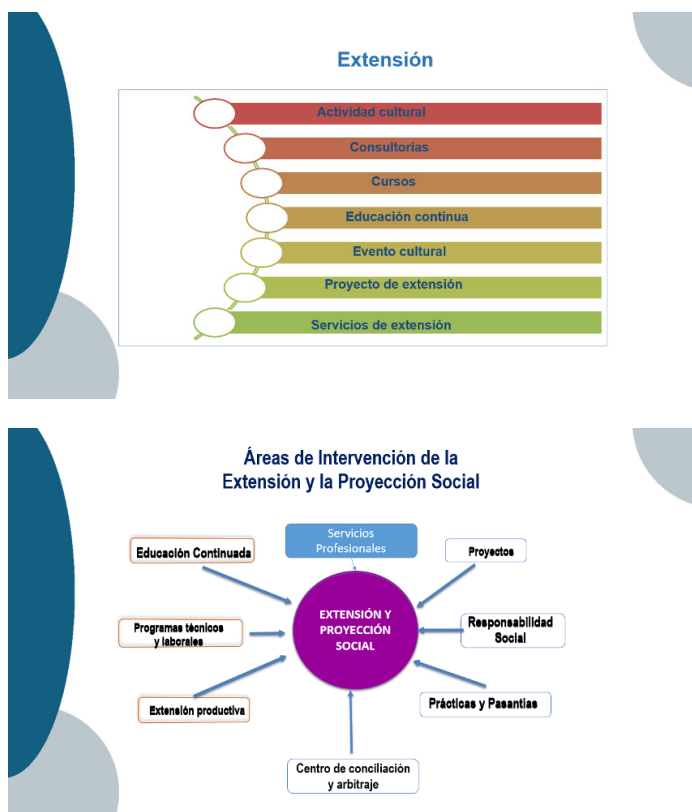 Extensión
Actividad cultural
Consultorias
Cursos
Educación continua
Evento cultural
Proyecto de extensión
Servicios de extensión
Áreas de Intervención de la
Extensión y la Proyección Social
Servicios
Profesionales
Educación Continuada
Proyectos
EXTENSIÓN Y
PROYECCIÓN
SOCIAL
Programas técnicos
y laborales
Responsabilidad
Social
Extensión productiva
Prácticas y Pasantías
Centro de conciliación
y arbitraje